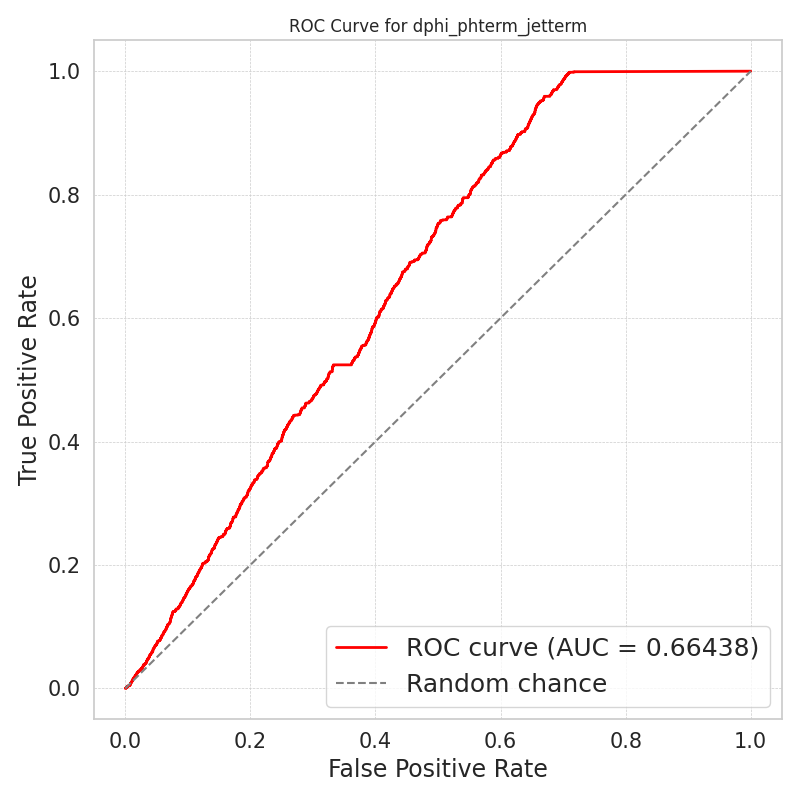 ROC Curve for dphi_phterm_jetterm
True Positive Rate
1.0
0.8
0.6
0.4
0.2
0.0
ROC curve (AUC = 0.66438)
Random chance
0.0 0.2 0.4 0.6 0.8 1.0
False Positive Rate